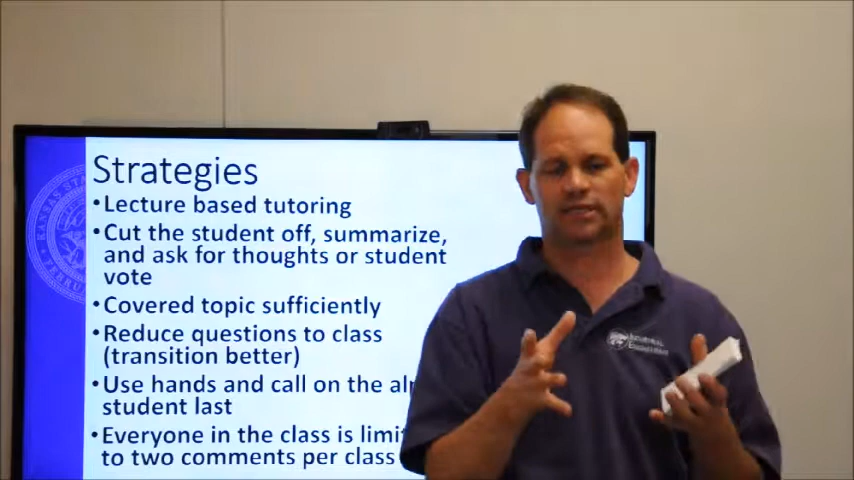 Strategies
•Lecture based tutoring
•Cut the student off, summarize,
and ask for thoughts or student
vote
•Covered topic sufficiently
•Reduce questions to class
(transition better)
•Use hands and call on the
student last
•Everyone in the class is
to two comments per class
KANSAS